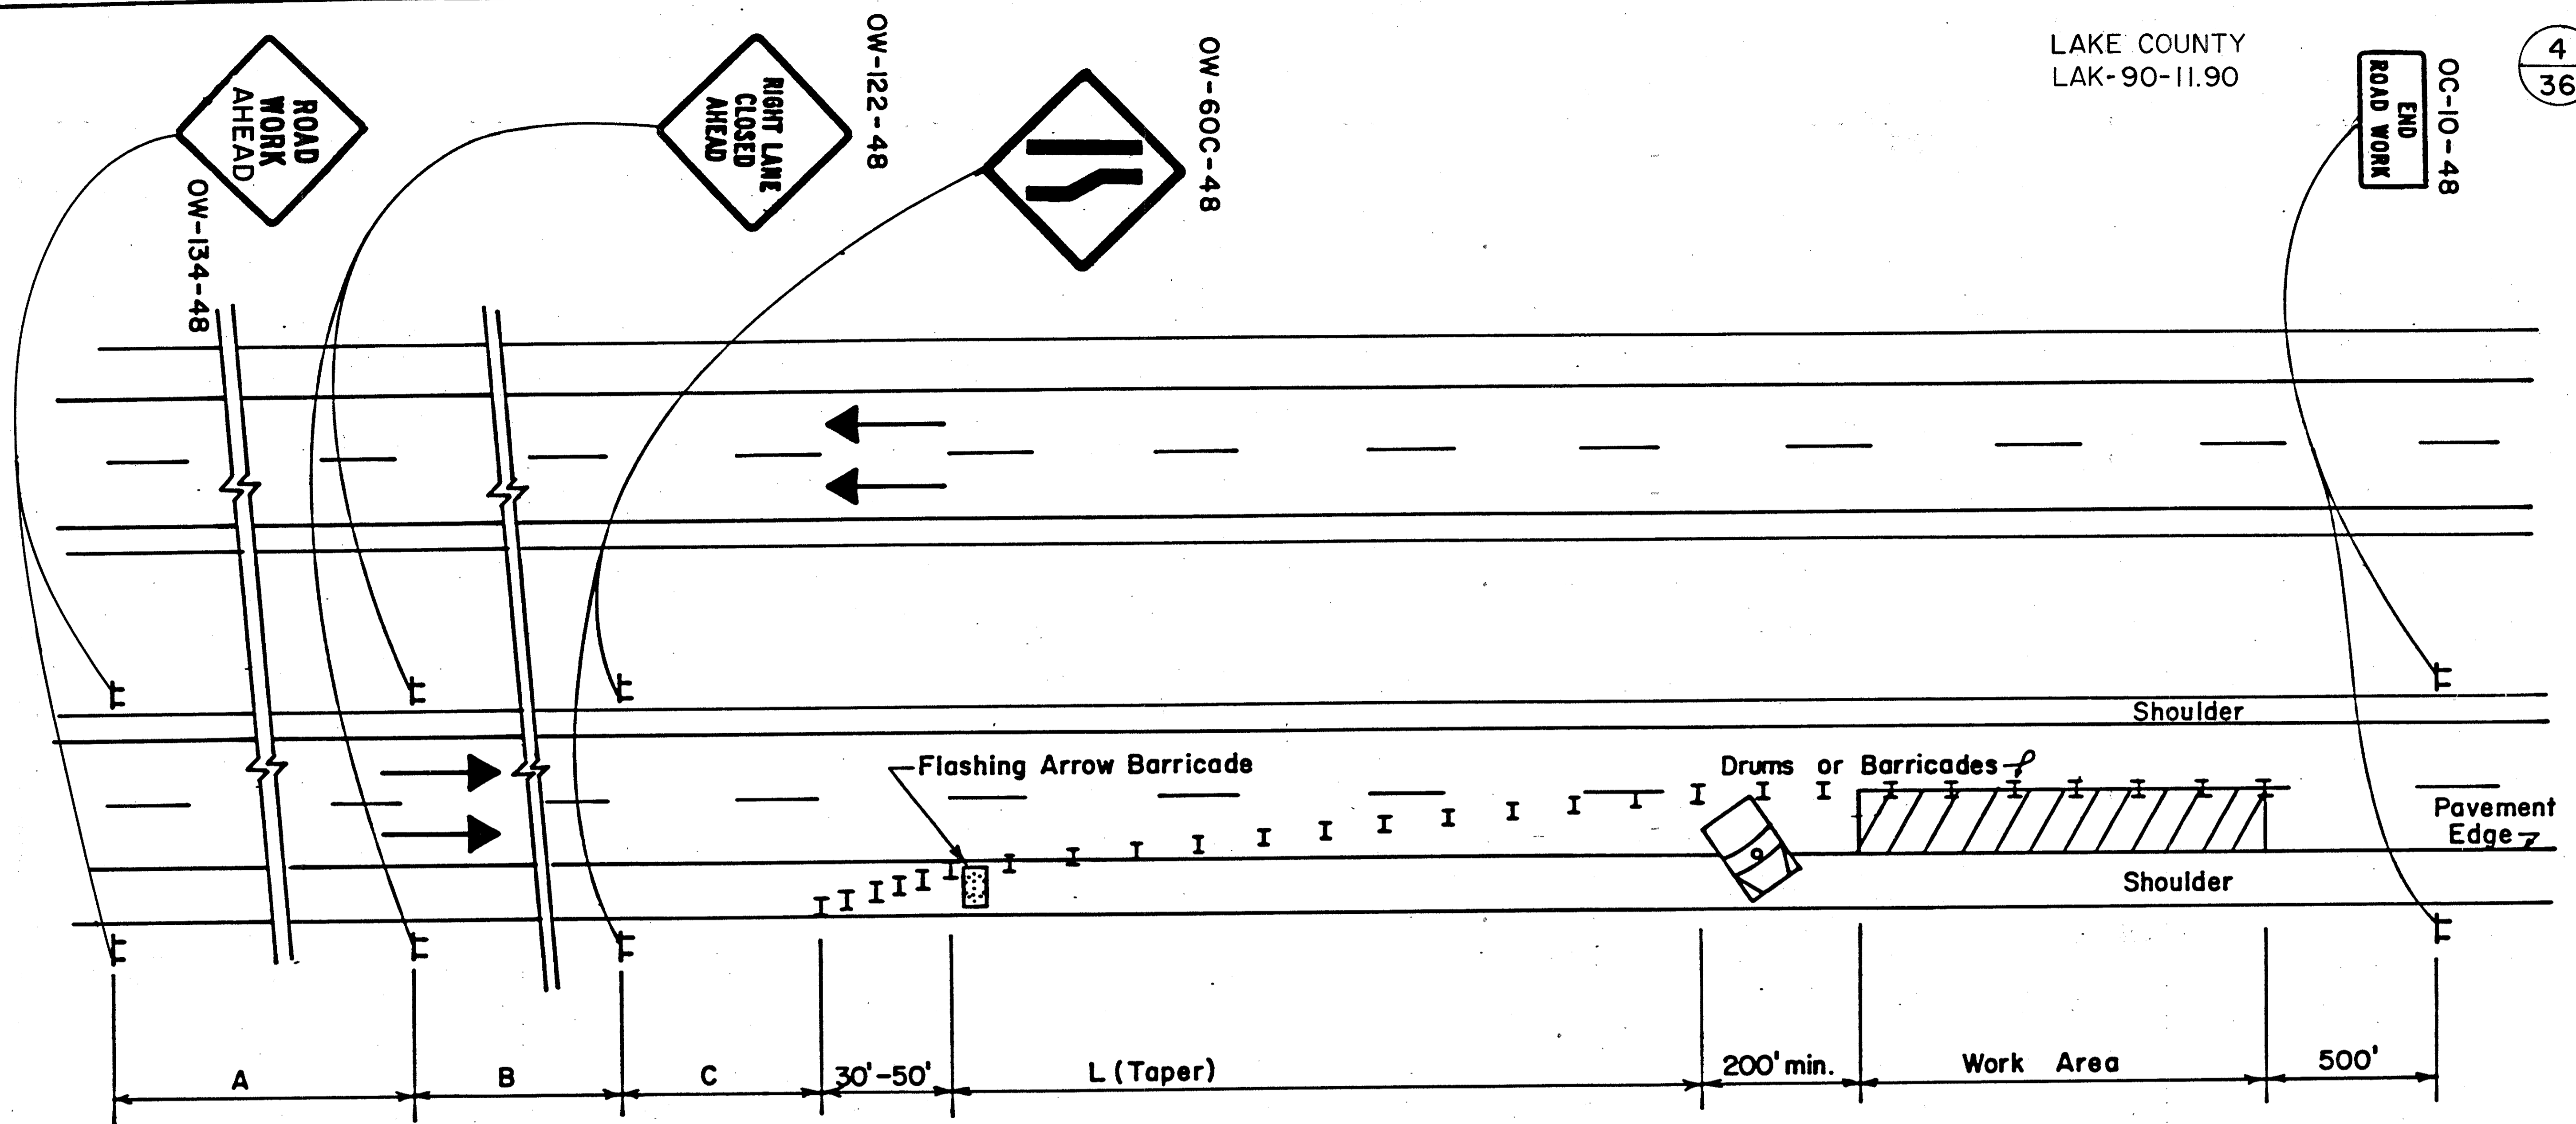 LAKE COUNTY
LAK-90-11.90
4
36
ROAD
WORK
AHEAD
OW-134-48
RIGHT LANE
CLOSED
AHEAD
OW-122-48
OW-60C-48
END
ROAD WORK
OC-10-48
Shoulder
Flashing Arrow Barricade
Drums or Barricades
Pavement
Edge
Shoulder
A
B
C
30'-50'
L (Taper)
200' min.
Work Area
500'